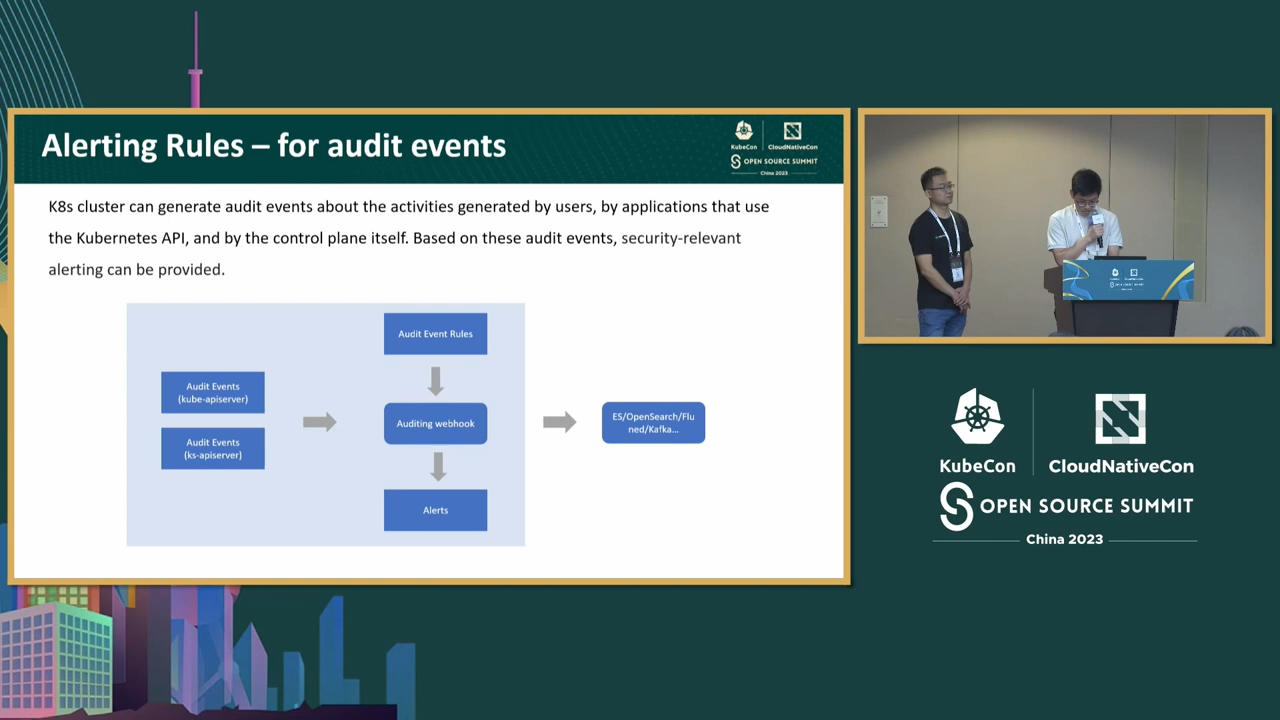 Alerting Rules – for audit events
KubeCon
CloudNativeCon
OPEN SOURCE SUMMIT
China 2023
K8s cluster can generate audit events about the activities generated by users, by applications that use
the Kubernetes API, and by the control plane itself. Based on these audit events, security-relevant
alerting can be provided.
Audit Event Rules
Audit Events
(kube-apiserver)
Audit Events
(ks-apiserver)
Auditing webhook
ES/OpenSearch/Flu
ned/Kafka...
Alerts
KubeCon
CloudNativeCon
OPEN SOURCE SUMMIT
China 2023